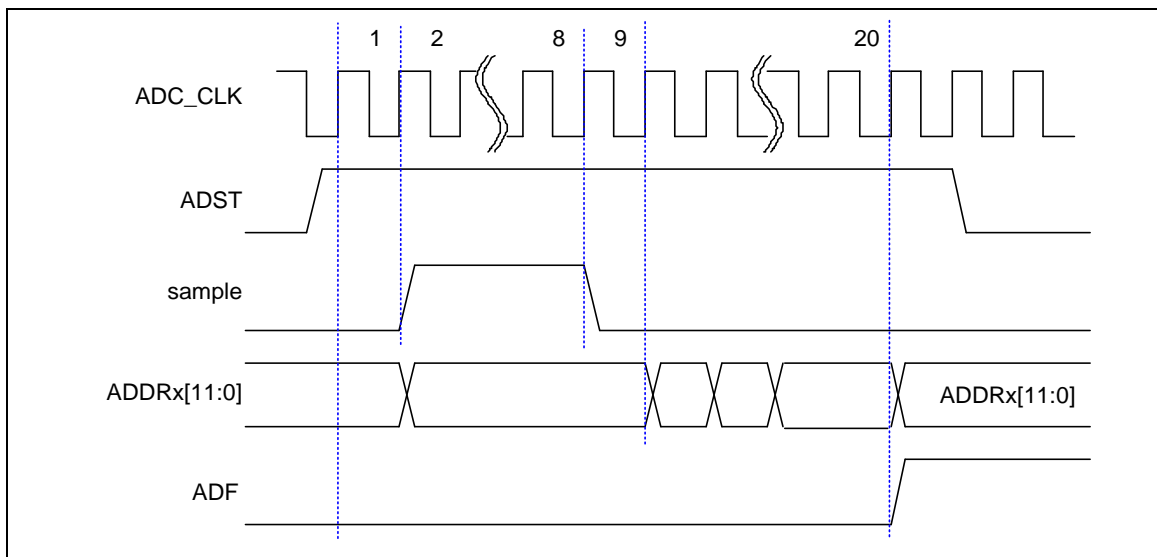 1 2 8 9 20
ADC_CLK
ADST
sample
ADDRx[11:0] ADDRx[11:0]
ADF